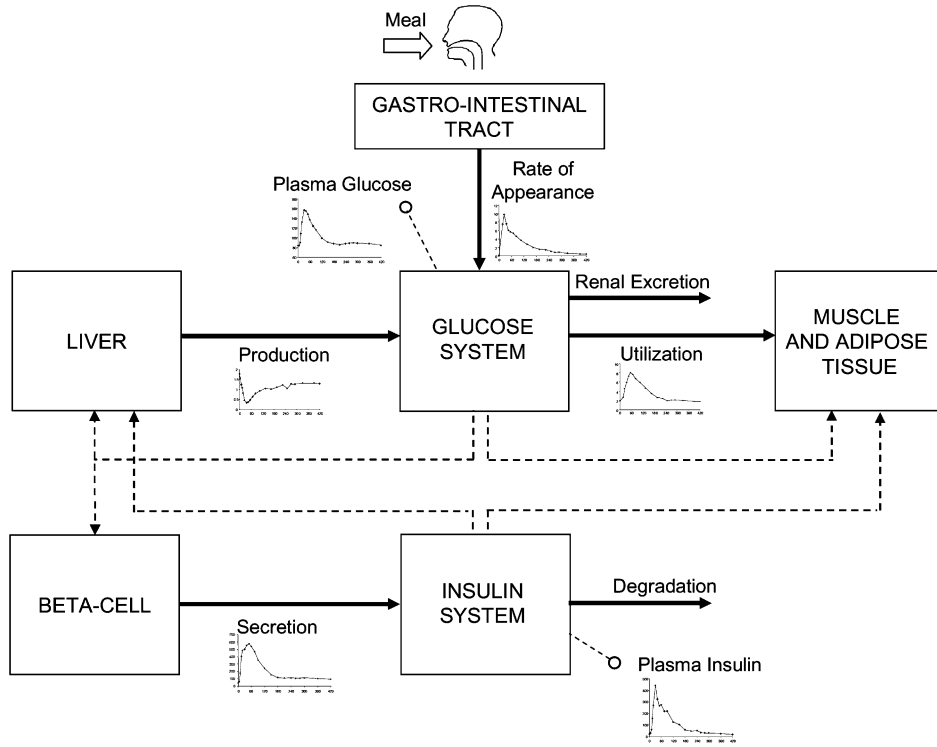 Meal
GASTRO-INTESTINAL
TRACT
Plasma Glucose
Rate of
Appearance
Renal Excretion
LIVER
Production
GLUCOSE
SYSTEM
Utilization
MUSCLE
AND ADIPOSE
TISSUE
BETA-CELL
Secretion
INSULIN
SYSTEM
Degradation
Plasma Insulin